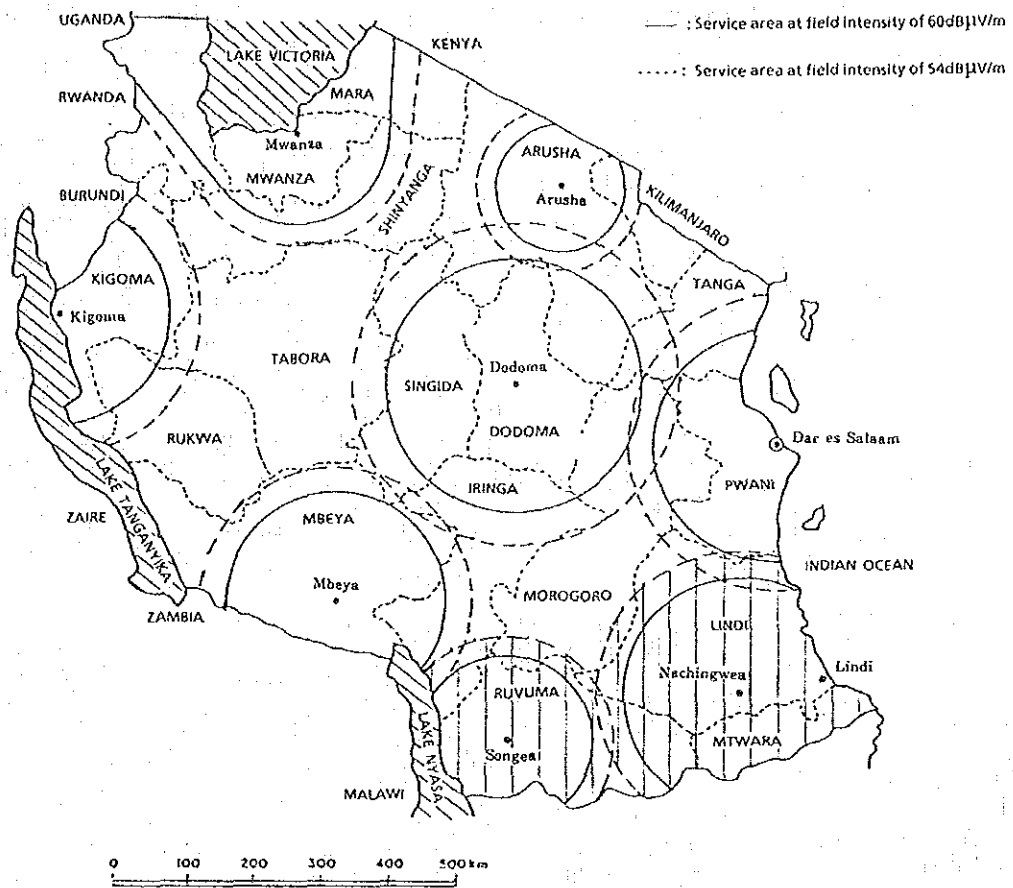 UGANDA
——— : Service area at field intensity of 60dBµV/m
KENYA
LAKE VICTORIA
------ : Service area at field intensity of 54dBµV/m
RWANDA
MARA
Mwanza
ARUSHA
MWANZA
BURUNDI
SHINYANGA
Arusha
KILIMANJARO
KIGOMA
TANGA
Kigoma
TABORA
Dodoma
SINGIDA
DODOMA
RUKWA
Dar es Salaam
PWANI
IRINGA
LAKE TANGANYIKA
ZAIRE
MBEYA
INDIAN OCEAN
Mbeya
MOROGORO
ZAMBIA
LINDI
Nachingwea
Lindi
RUVUMA
LAKE NYASA
Songea
MTWARA
MALAWI
0 100 200 300 400 500km